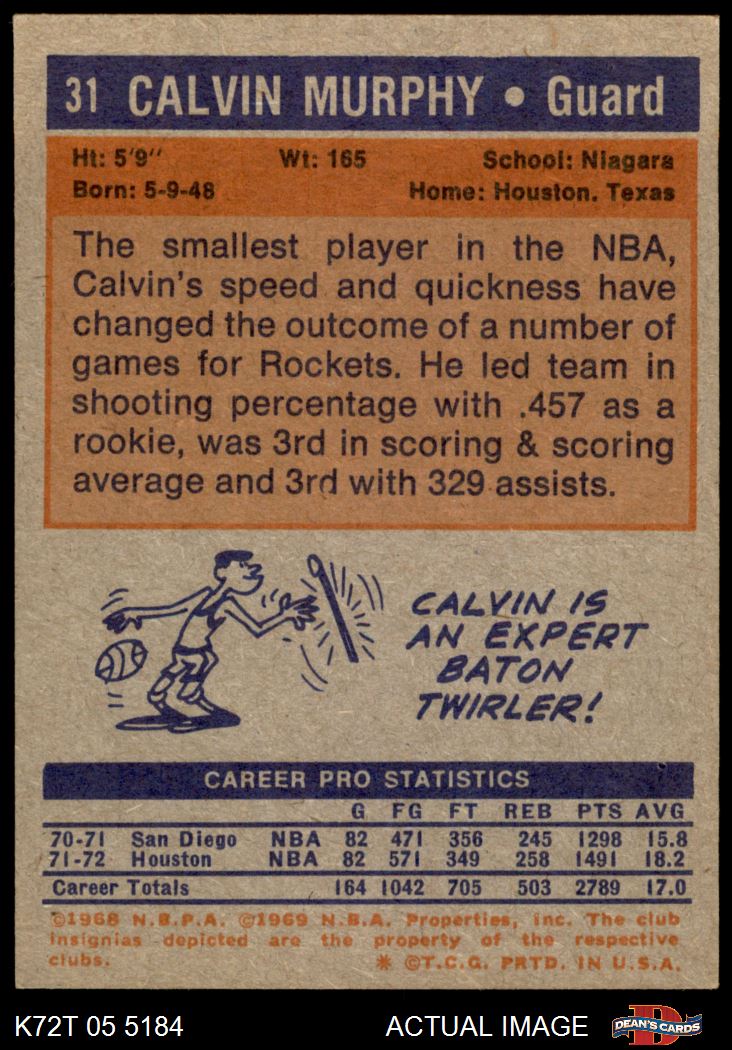 31 CALVIN MURPHY • Guard
Ht: 5'9'' Wt: 165 School: Niagara
Born: 5-9-48 Home: Houston. Texas
The smallest player in the NBA,
Calvin's speed and quickness have
changed the outcome of a number of
games for Rockets. He led team in
shooting percentage with .457 as a
rookie, was 3rd in scoring & scoring
average and 3rd with 329 assists.
CALVIN IS
AN EXPERT
BATON
TWIRLER!
CAREER PRO STATISTICS
G FG FT REB PTS AVG
70-71 San Diego NBA 82 471 356 245 1298 15.8
71-72 Houston NBA 82 571 349 258 1491 18.2
Career Totals 164 1042 705 503 2789 17.0
©1968 N.B.P.A. ©1969 N.B.A. Properties, Inc. The club
insignias depicted are the property of the respective
clubs. * ©T.C.G. PRTD. IN U.S.A.
K72T 05 5184 ACTUAL IMAGE D DEAN'S CARDS